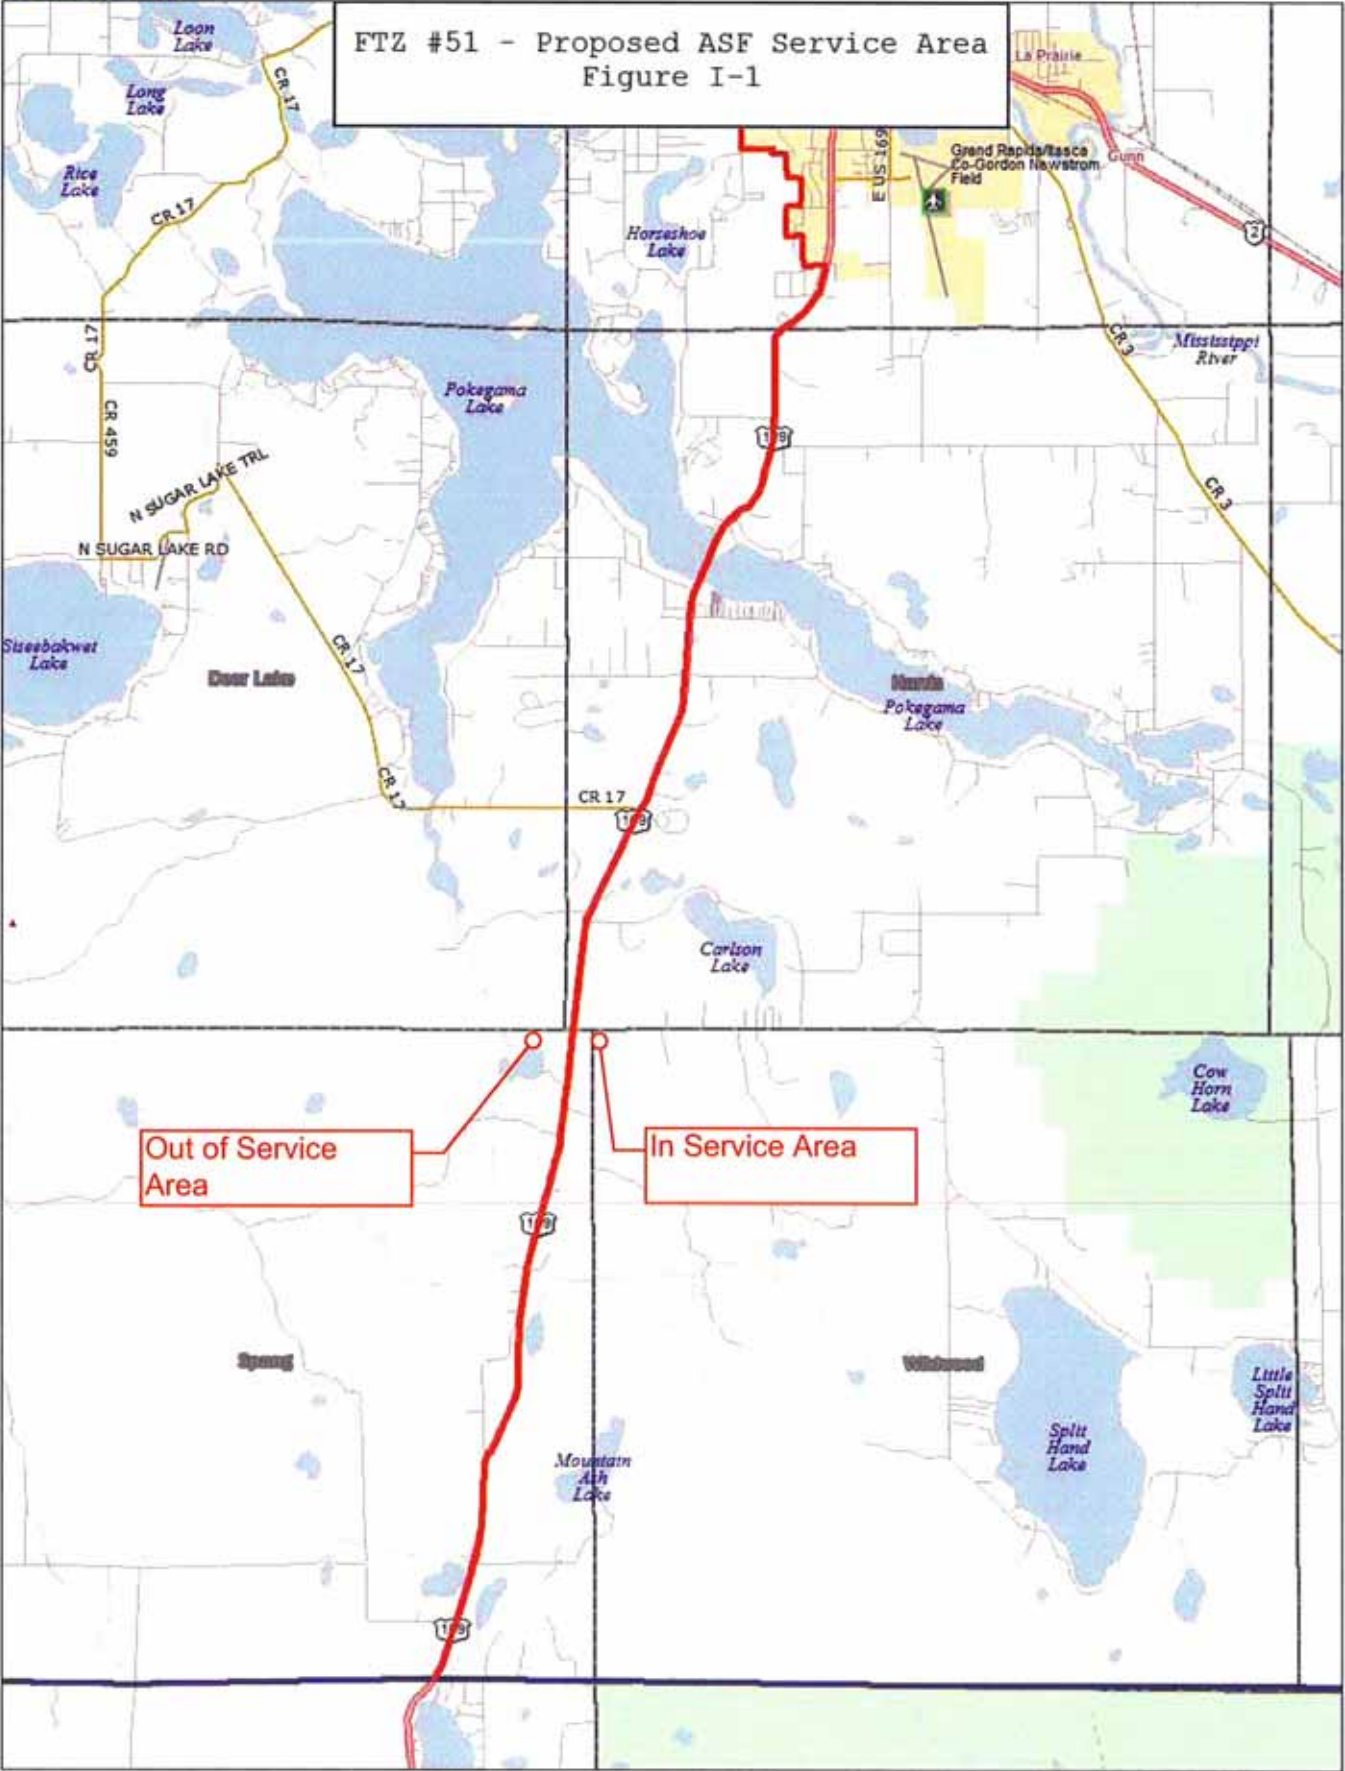 FTZ #51 - Proposed ASF Service Area
Figure I-1
Loon
Lake
Long
Lake
CR 17
Rice
Lake
CR 17
La Prairie
Gunn
E US 169
Grand Rapids/Itasca
Co-Gordon Newstrom
Field
2
Horseshoe
Lake
CR 17
CR 459
Pokegama
Lake
CR 3
Mississippi
River
N SUGAR LAKE TRL
N SUGAR LAKE RD
CR 3
Siseebakwet
Lake
Deer Lake
CR 17
Harris
Pokegama
Lake
CR 17
CR 17
Carlson
Lake
Cow
Horn
Lake
Out of Service
Area
In Service Area
Spang
Wildwood
Little
Split
Hand
Lake
Split
Hand
Lake
Mountain
Ash
Lake